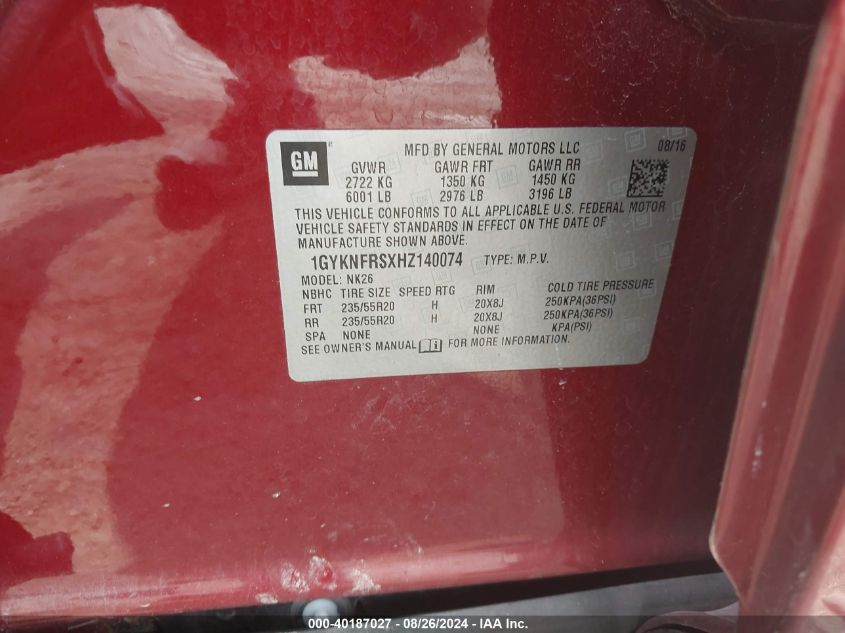 GM
MFD BY GENERAL MOTORS LLC 08/16
GVWR GAWR FRT GAWR RR
2722 KG 1350 KG 1450 KG
6001 LB 2976 LB 3196 LB
THIS VEHICLE CONFORMS TO ALL APPLICABLE U.S. FEDERAL MOTOR
VEHICLE SAFETY STANDARDS IN EFFECT ON THE DATE OF
MANUFACTURE SHOWN ABOVE.
1GYKNFRSXHZ140074 TYPE: M.P.V.
MODEL: NK26
NBHC TIRE SIZE SPEED RTG RIM COLD TIRE PRESSURE
FRT 235/55R20 H 20X8J 250KPA(36PSI)
RR 235/55R20 H 20X8J 250KPA(36PSI)
SPA NONE NONE KPA(PSI)
SEE OWNER'S MANUAL FOR MORE INFORMATION.
000-40187027 - 08/26/2024 - IAA Inc.